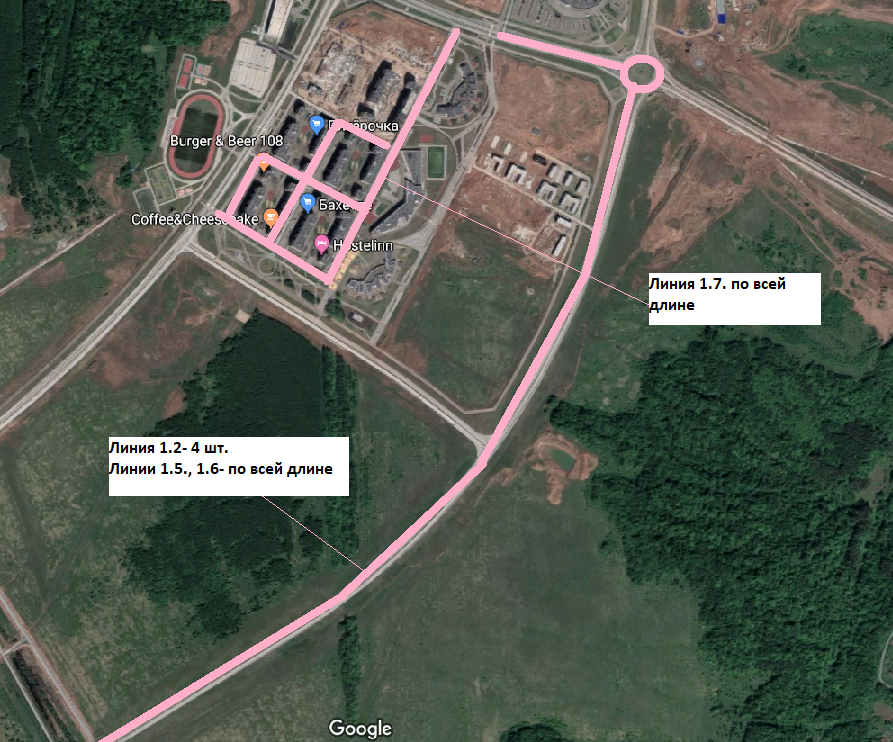 Burger & Beer 108
Coffee&Cheesecake
Hostelinn
Линия 1.7. по всей
длине
Линия 1.2- 4 шт.
Линии 1.5., 1.6- по всей длине
Google